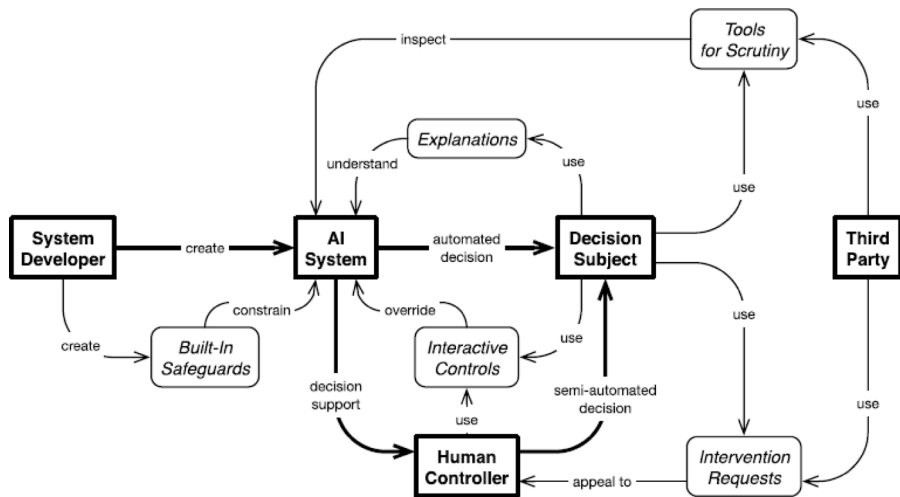 Tools
for Scrutiny
inspect
use
Explanations
understand
use
use
System
Developer
create
AI
System
automated
decision
Decision
Subject
Third
Party
constrain
override
use
create
Built-In
Safeguards
Interactive
Controls
use
decision
support
semi-automated
decision
use
use
Human
Controller
appeal to
Intervention
Requests